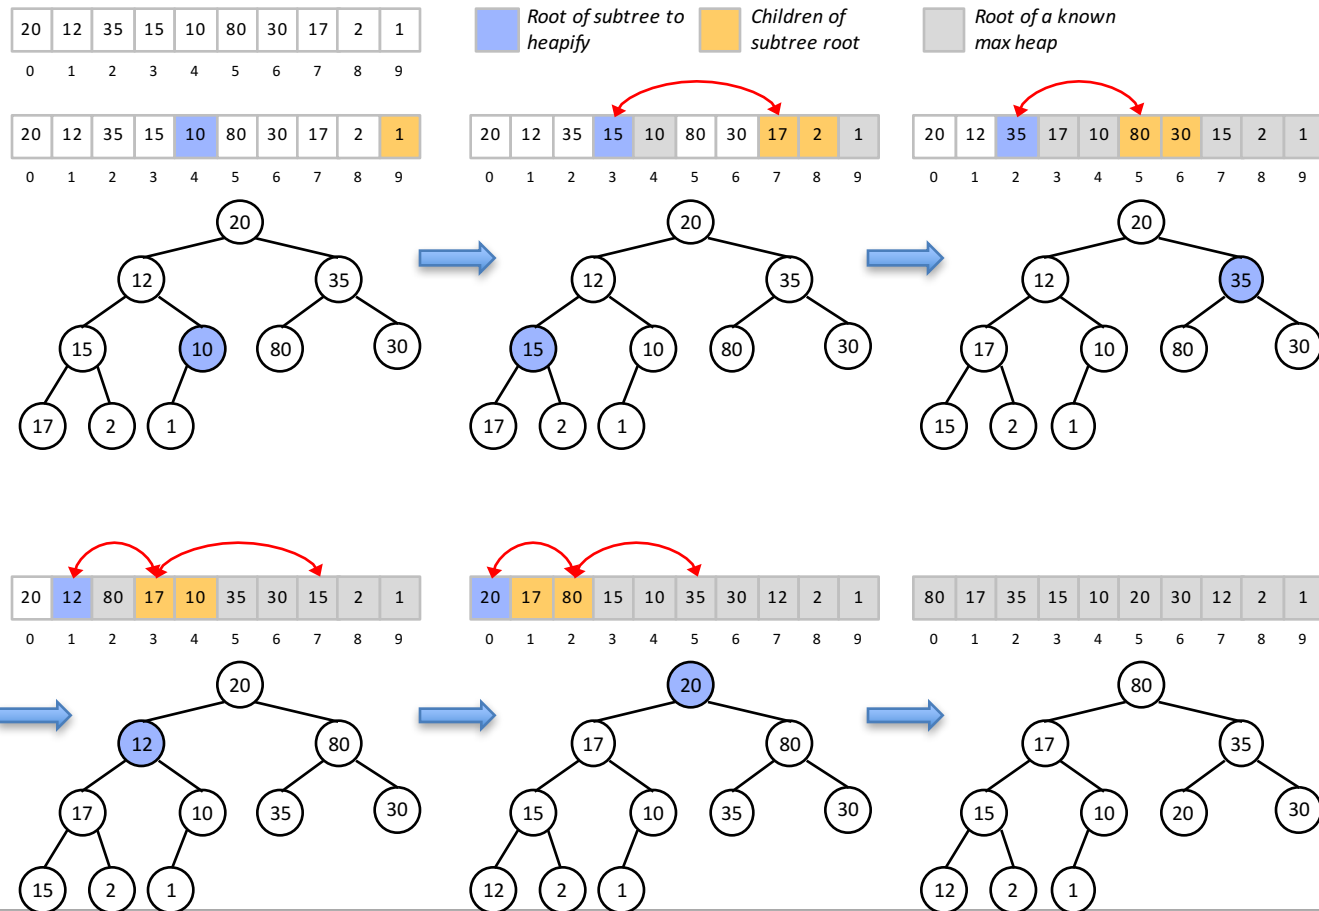 20 12 35 15 10 80 30 17 2 1
0 1 2 3 4 5 6 7 8 9
Root of subtree to
heapify
Children of
subtree root
Root of a known
max heap
20 12 35 15 10 80 30 17 2 1
0 1 2 3 4 5 6 7 8 9
20
12 35
15 10 80 30
17 2 1
20 12 35 15 10 80 30 17 2 1
0 1 2 3 4 5 6 7 8 9
20
12 35
15 10 80 30
17 2 1
20 12 35 17 10 80 30 15 2 1
0 1 2 3 4 5 6 7 8 9
20
12 35
17 10 80 30
15 2 1
20 12 80 17 10 35 30 15 2 1
0 1 2 3 4 5 6 7 8 9
20
12 80
17 10 35 30
15 2 1
20 17 80 15 10 35 30 12 2 1
0 1 2 3 4 5 6 7 8 9
20
17 80
15 10 35 30
12 2 1
80 17 35 15 10 20 30 12 2 1
0 1 2 3 4 5 6 7 8 9
80
17 35
15 10 20 30
12 2 1